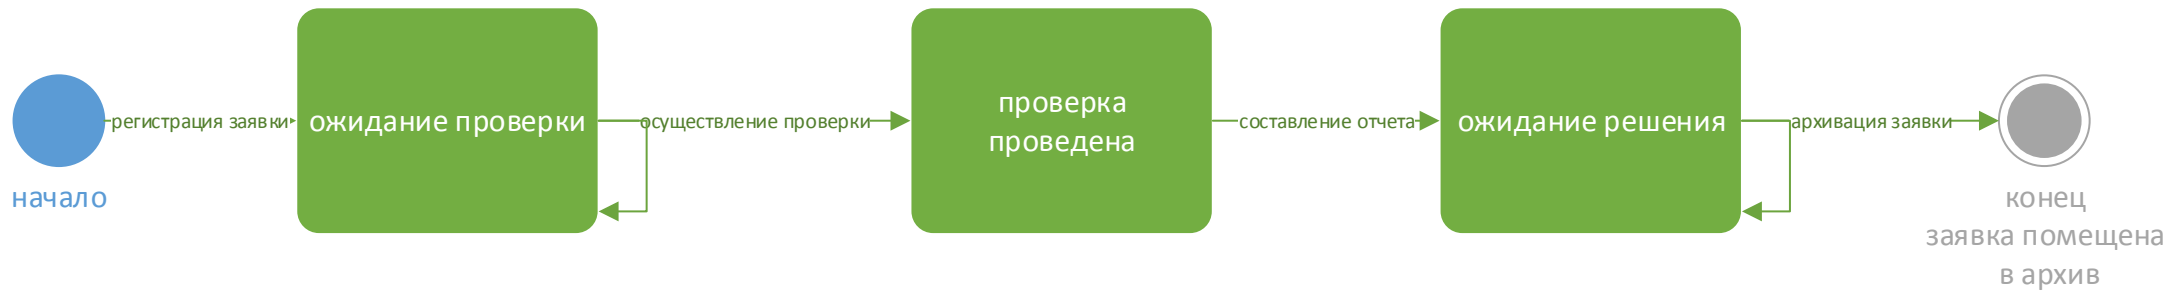 начало
регистрация заявки
ожидание проверки
осуществление проверки
проверка
проведена
составление отчета
ожидание решения
архивация заявки
конец
заявка помещена
в архив